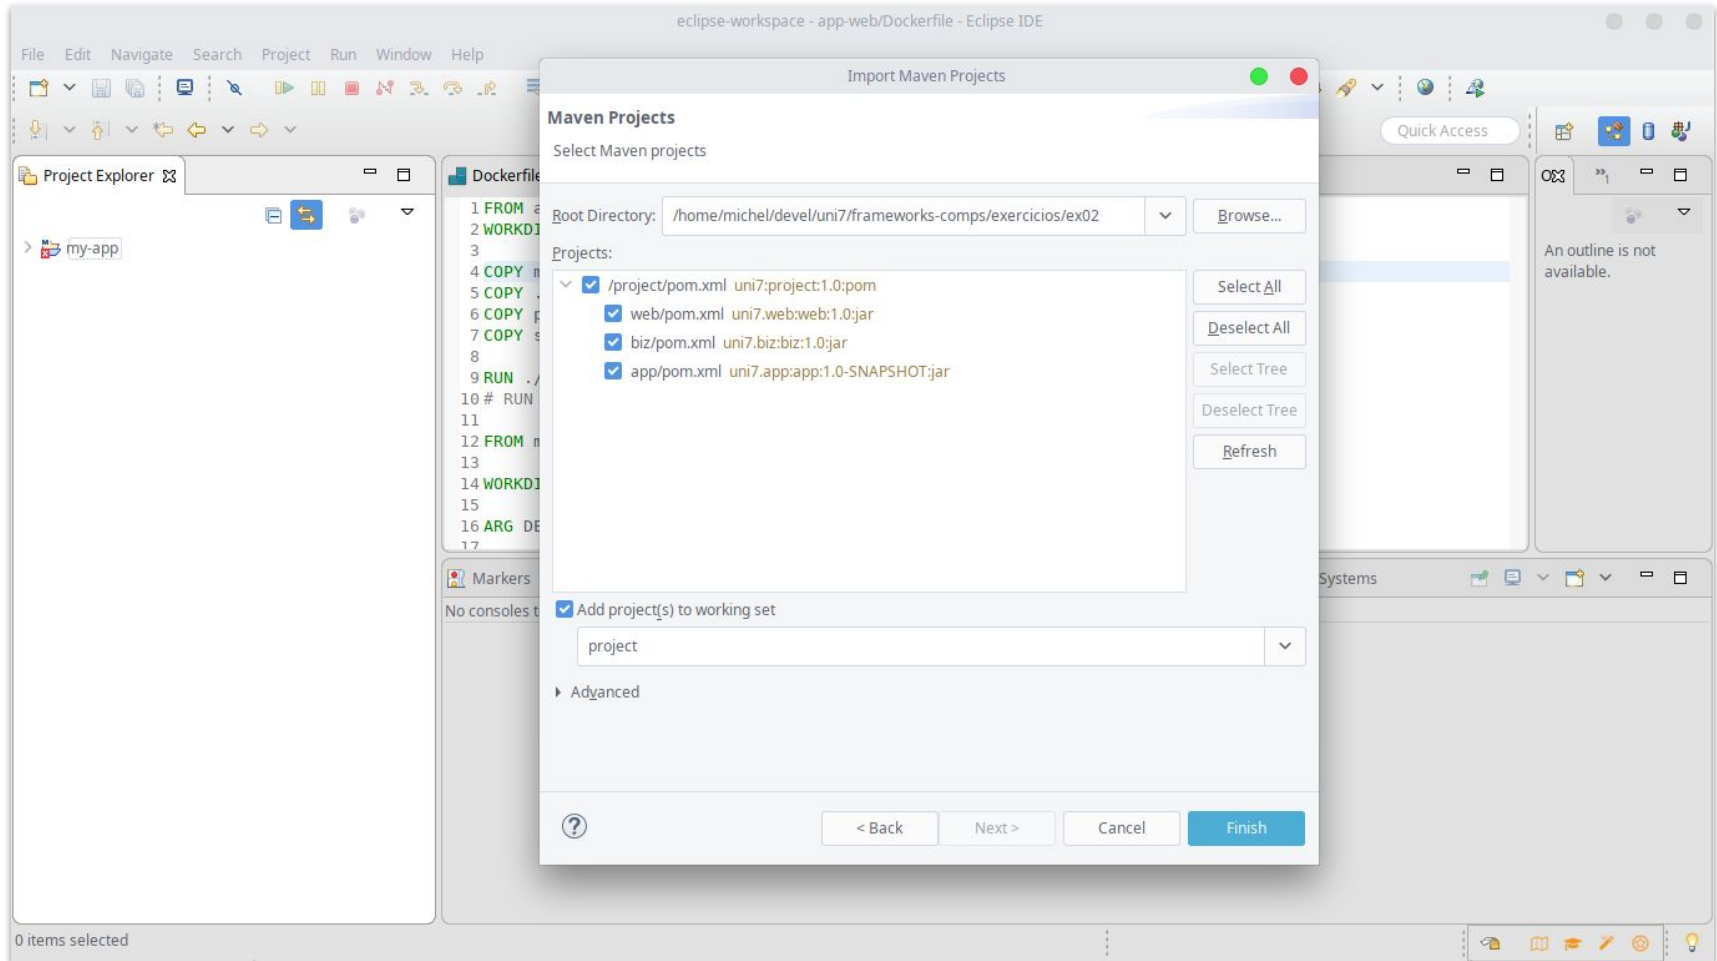 eclipse-workspace - app-web/Dockerfile - Eclipse IDE
File Edit Navigate Search Project Run Window Help
Quick Access
Project Explorer
my-app
Dockerfile
1 FROM
2 WORKDI
3
4 COPY
5 COPY .
6 COPY
7 COPY
8
9 RUN ./
10 # RUN
11
12 FROM
13
14 WORKDI
15
16 ARG DE
17
Import Maven Projects
Maven Projects
Select Maven projects
Root Directory: /home/michel/devel/uni7/frameworks-comps/exercicios/ex02 Browse...
Projects:
/project/pom.xml uni7:project:1.0:pom
web/pom.xml uni7.web:web:1.0:jar
biz/pom.xml uni7.biz:biz:1.0:jar
app/pom.xml uni7.app:app:1.0-SNAPSHOT:jar
Select All
Deselect All
Select Tree
Deselect Tree
Refresh
Add project(s) to working set
project
Advanced
< Back Next > Cancel Finish
An outline is not
available.
Markers
Systems
No consoles t
0 items selected